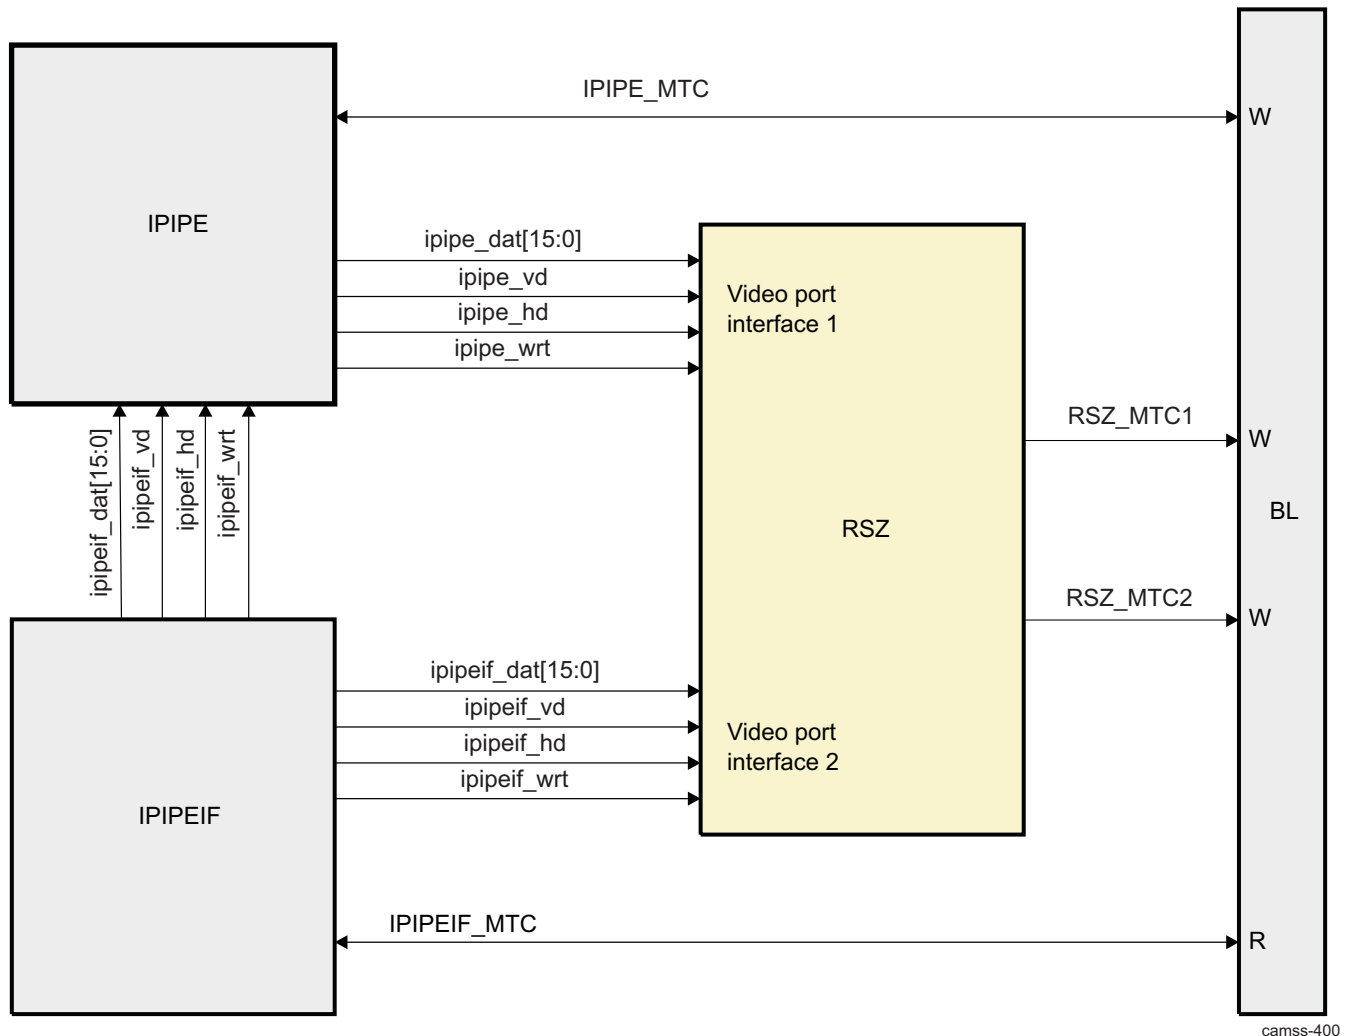 IPIPE_MTC
W
IPIPE
ipipe_dat[15:0]
ipipe_vd
ipipe_hd
ipipe_wrt
Video port
interface 1
ipipeif_dat[15:0]
ipipeif_vd
ipipeif_hd
ipipeif_wrt
RSZ_MTC1
W
BL
RSZ
RSZ_MTC2
W
ipipeif_dat[15:0]
ipipeif_vd
ipipeif_hd
ipipeif_wrt
Video port
interface 2
IPIPEIF
IPIPEIF_MTC
R
camss-400